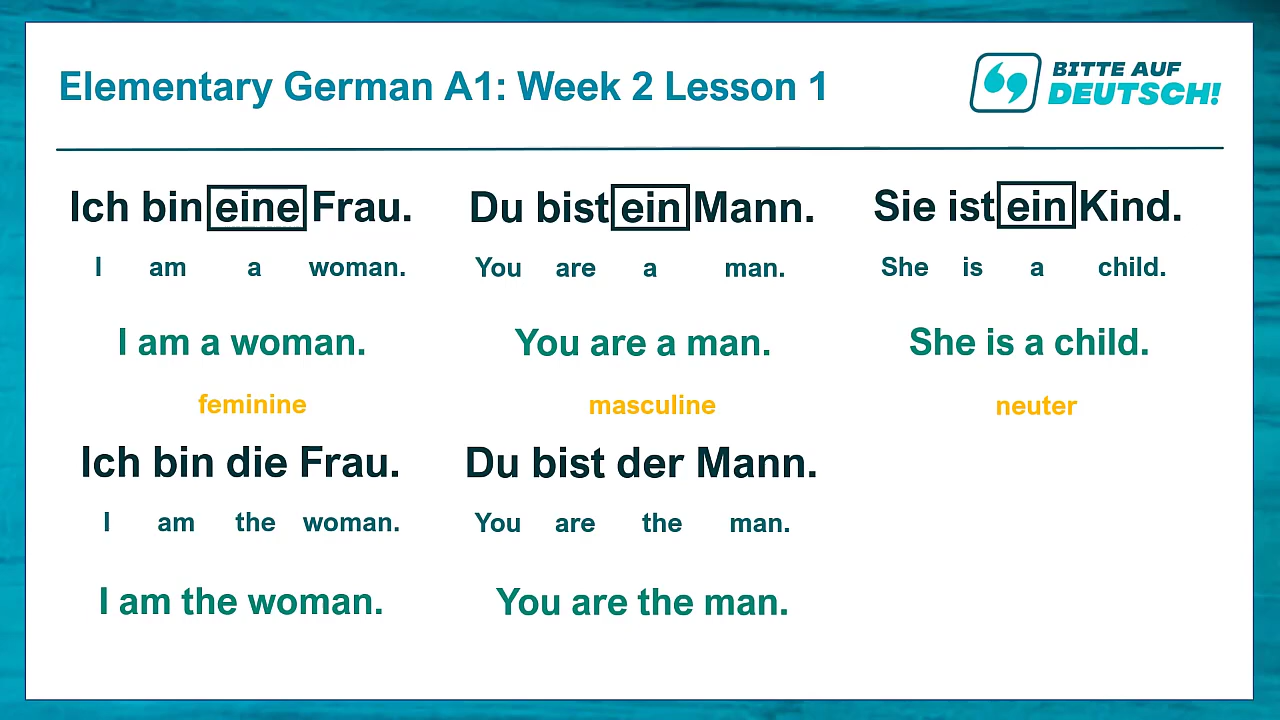 Elementary German A1: Week 2 Lesson 1
BITTE AUF
DEUTSCH!
Ich bin eine Frau.
I am a woman.
I am a woman.
feminine
Du bist ein Mann.
You are a man.
You are a man.
masculine
Sie ist ein Kind.
She is a child.
She is a child.
neuter
Ich bin die Frau.
I am the woman.
I am the woman.
Du bist der Mann.
You are the man.
You are the man.